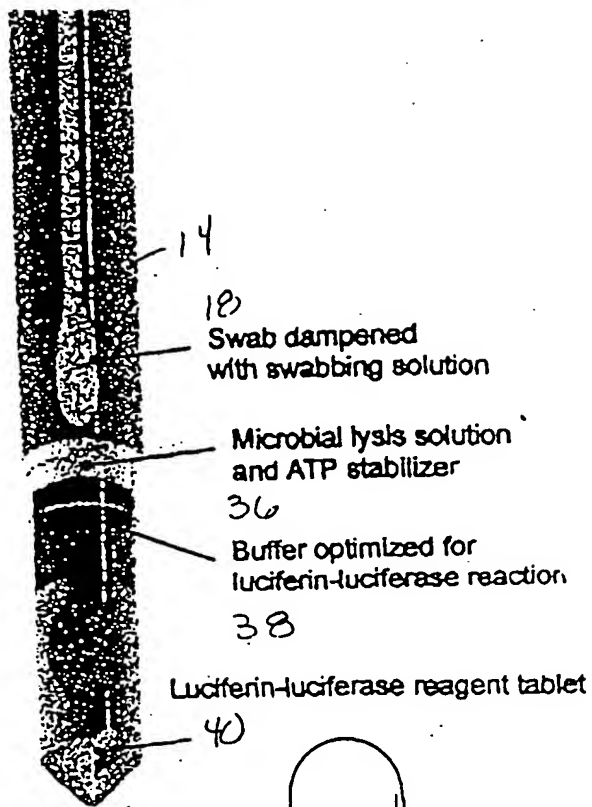 14
18
Swab dampened
with swabbing solution
Microbial lysis solution
and ATP stabilizer
36
Buffer optimized for
luciferin-luciferase reaction
38
Luciferin-luciferase reagent tablet
40